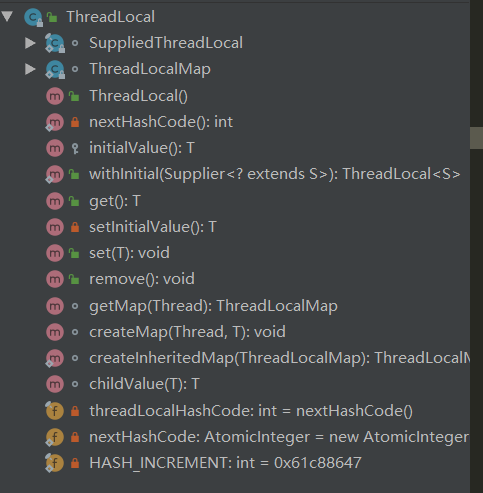 ThreadLocal
SuppliedThreadLocal
ThreadLocalMap
ThreadLocal()
nextHashCode(): int
initialValue(): T
withInitial(Supplier<? extends S>): ThreadLocal<S>
get(): T
setInitialValue(): T
set(T): void
remove(): void
getMap(Thread): ThreadLocalMap
createMap(Thread, T): void
createInheritedMap(ThreadLocalMap): ThreadLocalM
childValue(T): T
threadLocalHashCode: int = nextHashCode()
nextHashCode: AtomicInteger = new AtomicInteger
HASH_INCREMENT: int = 0x61c88647